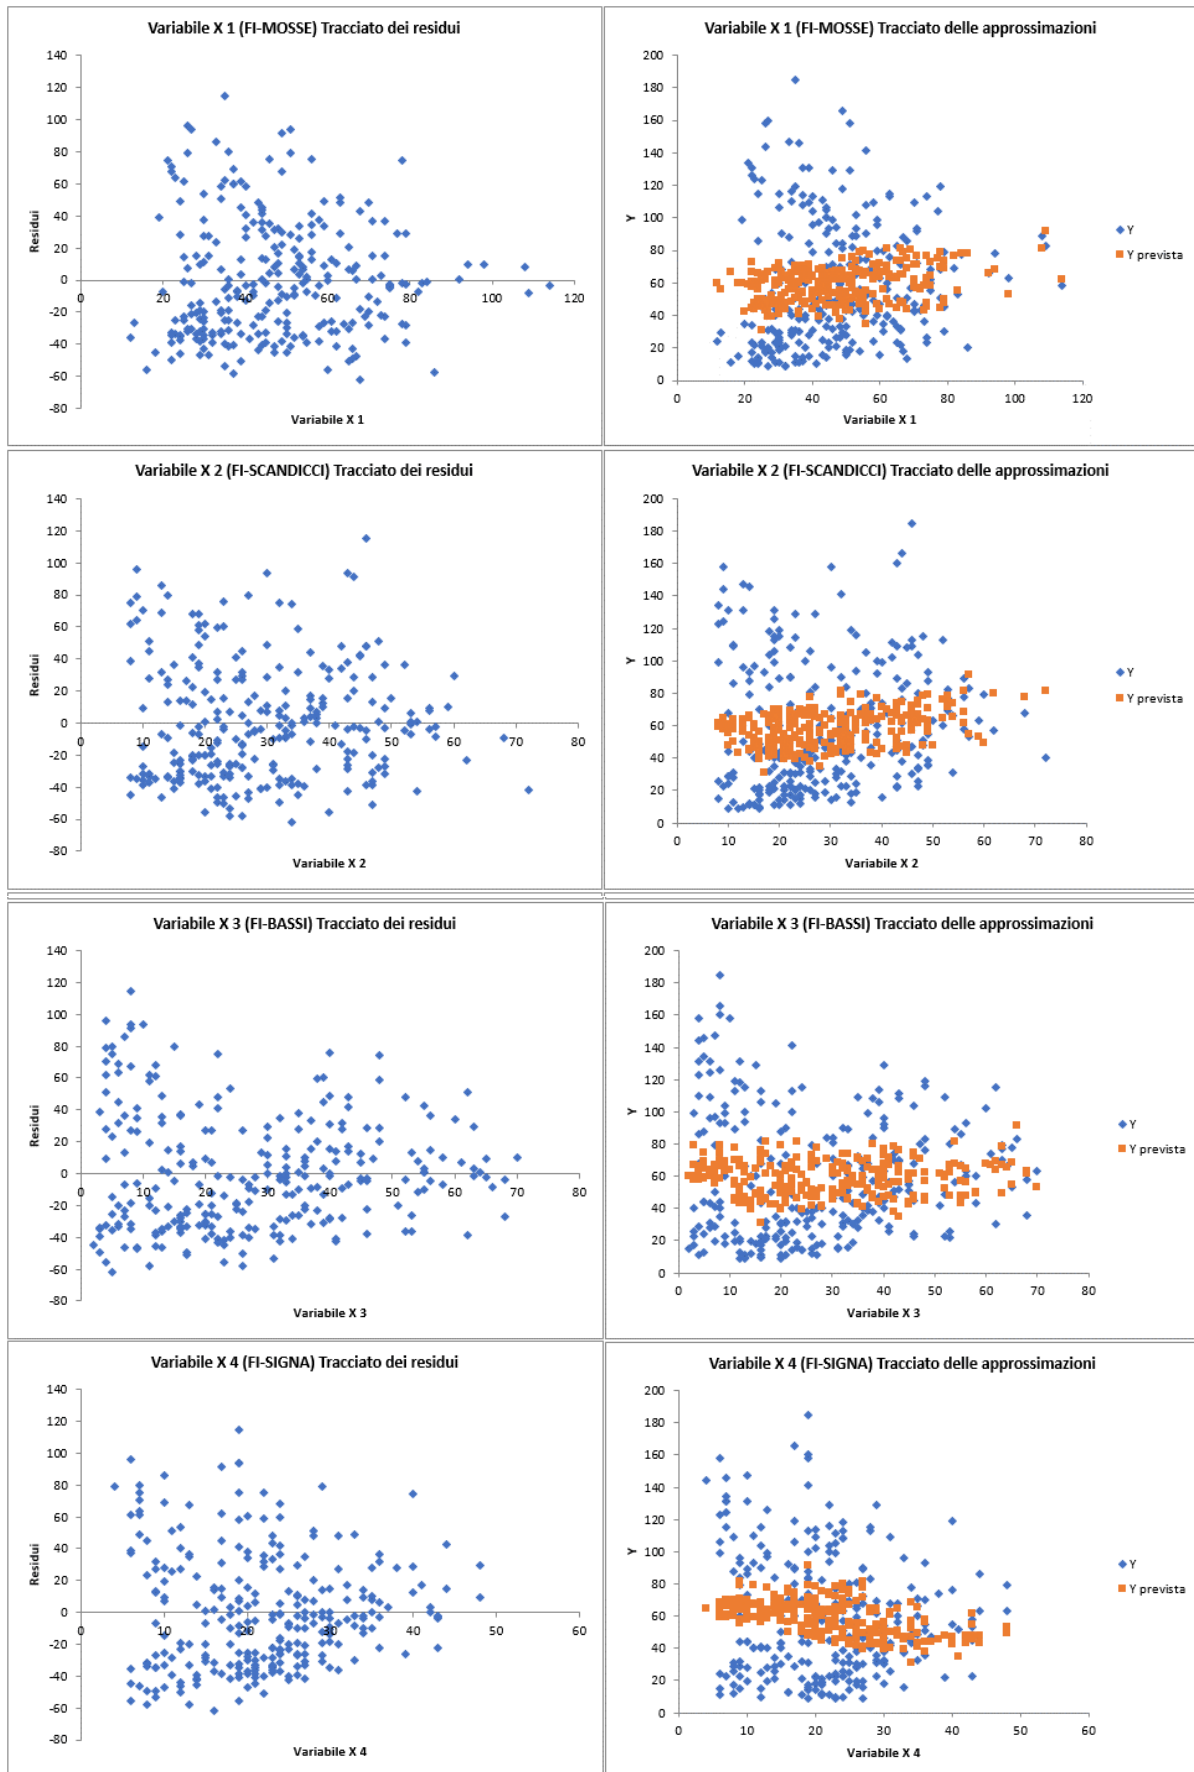 Variabile X 1 (FI-MOSSE) Tracciato dei residui
140
120
100
80
60
40
20
0
-20
-40
-60
-80
Residui
0 20 40 60 80 100 120
Variabile X 1
Variabile X 1 (FI-MOSSE) Tracciato delle approssimazioni
200
180
160
140
120
100
80
60
40
20
0
Y
0 20 40 60 80 100 120
Variabile X 1
Y
Y prevista
Variabile X 2 (FI-SCANDICCI) Tracciato dei residui
140
120
100
80
60
40
20
0
-20
-40
-60
-80
Residui
0 10 20 30 40 50 60 70 80
Variabile X 2
Variabile X 2 (FI-SCANDICCI) Tracciato delle approssimazioni
200
180
160
140
120
100
80
60
40
20
0
Y
0 10 20 30 40 50 60 70 80
Variabile X 2
Y
Y prevista
Variabile X 3 (FI-BASSI) Tracciato dei residui
140
120
100
80
60
40
20
0
-20
-40
-60
-80
Residui
0 10 20 30 40 50 60 70 80
Variabile X 3
Variabile X 3 (FI-BASSI) Tracciato delle approssimazioni
200
180
160
140
120
100
80
60
40
20
0
Y
0 10 20 30 40 50 60 70 80
Variabile X 3
Y
Y prevista
Variabile X 4 (FI-SIGNA) Tracciato dei residui
140
120
100
80
60
40
20
0
-20
-40
-60
-80
Residui
0 10 20 30 40 50 60
Variabile X 4
Variabile X 4 (FI-SIGNA) Tracciato delle approssimazioni
200
180
160
140
120
100
80
60
40
20
0
Y
0 10 20 30 40 50 60
Variabile X 4
Y
Y prevista